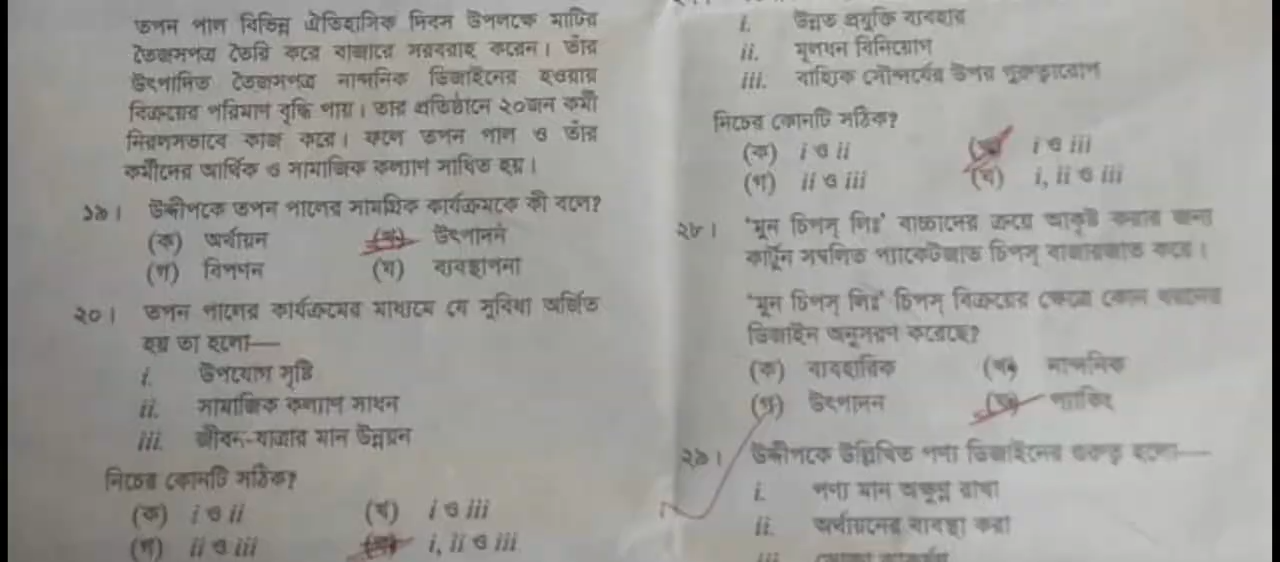 তপন পাল বিভিন্ন ঐতিহাসিক দিবস উপলক্ষে মাটির
তৈজসপত্র তৈরি করে বাজারে সরবরাহ করেন। তাঁর
উৎপাদিত তৈজসপত্র নান্দনিক ডিজাইনের হওয়ায়
বিক্রয়ের পরিমাণ বৃদ্ধি পায়। তার প্রতিষ্ঠানে ২০জন কর্মী
নিরলসভাবে কাজ করে। ফলে তপন পাল ও তাঁর
কর্মীদের আর্থিক ও সামাজিক কল্যাণ সাধিত হয়।
১৯। উদ্দীপকে তপন পালের সামগ্রিক কার্যক্রমকে কী বলে?
(ক) অর্থায়ন (খ) উৎপাদন
(গ) বিপণন (ঘ) ব্যবস্থাপনা
২০। তপন পালের কার্যক্রমের মাধ্যমে যে সুবিধা অর্জিত
হয় তা হলো—
i. উপযোগ সৃষ্টি
ii. সামাজিক কল্যাণ সাধন
iii. জীবন-যাত্রার মান উন্নয়ন
নিচের কোনটি সঠিক?
(ক) i ও ii (খ) i ও iii
(গ) ii ও iii (ঘ) i, ii ও iii
i. উন্নত প্রযুক্তি ব্যবহার
ii. মূলধন বিনিয়োগ
iii. বাহ্যিক সৌন্দর্যের উপর গুরুত্বারোপ
নিচের কোনটি সঠিক?
(ক) i ও ii (খ) i ও iii
(গ) ii ও iii (ঘ) i, ii ও iii
২৮। 'মুন চিপস্ লিঃ' বাচ্চাদের ক্রয়ে আকৃষ্ট করার জন্য
কার্টুন সম্বলিত প্যাকেটজাত চিপস্ বাজারজাত করে।
'মুন চিপস্ লিঃ' চিপস্ বিক্রয়ের ক্ষেত্রে কোন ধরনের
ডিজাইন অনুসরণ করেছে?
(ক) ব্যবহারিক (খ) নান্দনিক
(গ) উৎপাদন (ঘ) প্যাকিং
২৯। উদ্দীপকে উল্লিখিত পণ্য ডিজাইনের গুরুত্ব হলো—
i. পণ্য মান অক্ষুণ্ন রাখা
ii. অর্থায়নের ব্যবস্থা করা
iii.